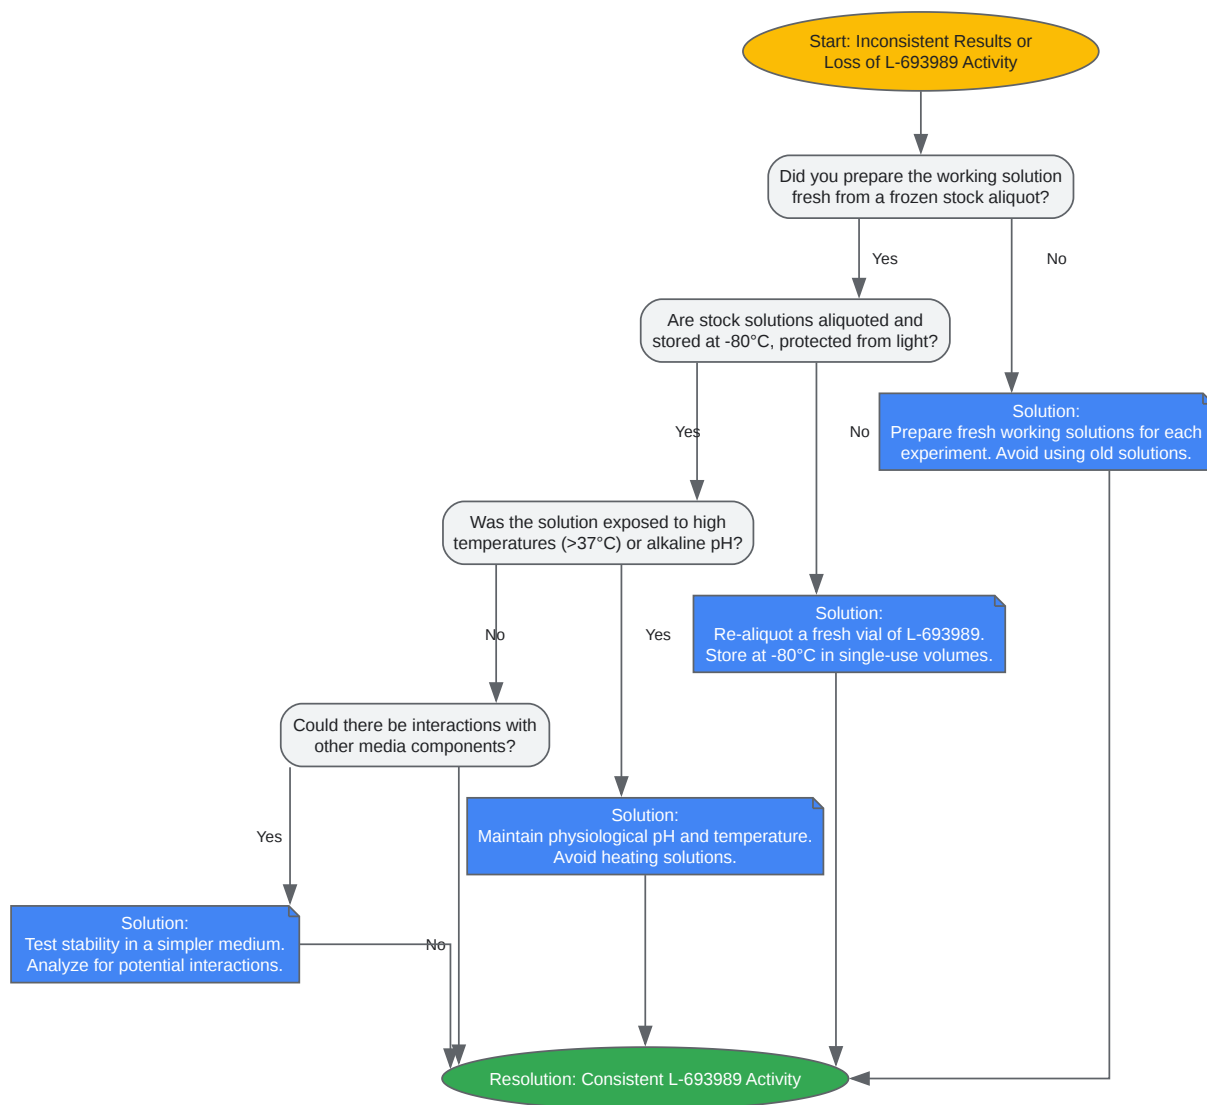 Start: Inconsistent Results or
Loss of L-693989 Activity
Did you prepare the working solution
fresh from a frozen stock aliquot?
Yes
No
Are stock solutions aliquoted and
stored at -80°C, protected from light?
Solution:
Prepare fresh working solutions for each
experiment. Avoid using old solutions.
Yes
No
Was the solution exposed to high
temperatures (>37°C) or alkaline pH?
Solution:
Re-aliquot a fresh vial of L-693989.
Store at -80°C in single-use volumes.
No
Yes
Could there be interactions with
other media components?
Solution:
Maintain physiological pH and temperature.
Avoid heating solutions.
Yes
Solution:
Test stability in a simpler medium.
Analyze for potential interactions.
No
Resolution: Consistent L-693989 Activity